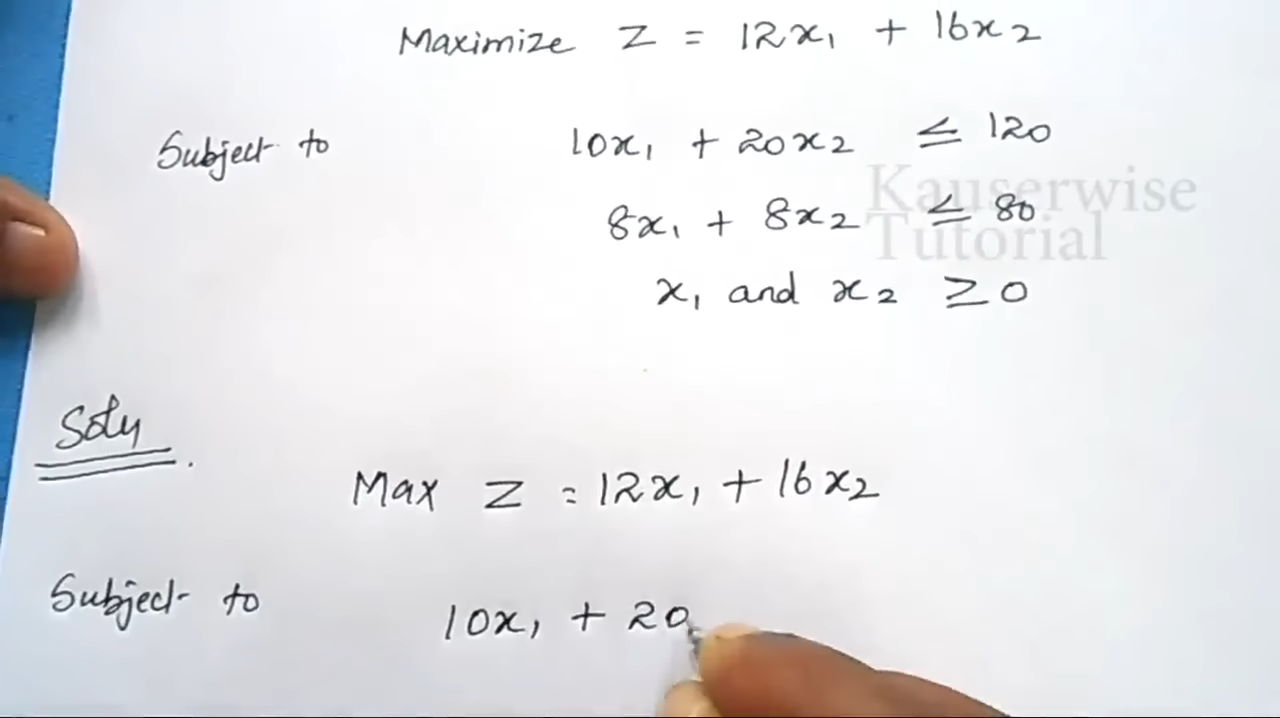 Maximize Z = 12x₁ + 16x₂
Subject to 10x₁ + 20x₂ ≤ 120
8x₁ + 8x₂ ≤ 80
Kauserwise
Tutorial
x₁ and x₂ ≥ 0
Soln.
Max Z = 12x₁ + 16x₂
Subject to 10x₁ + 20